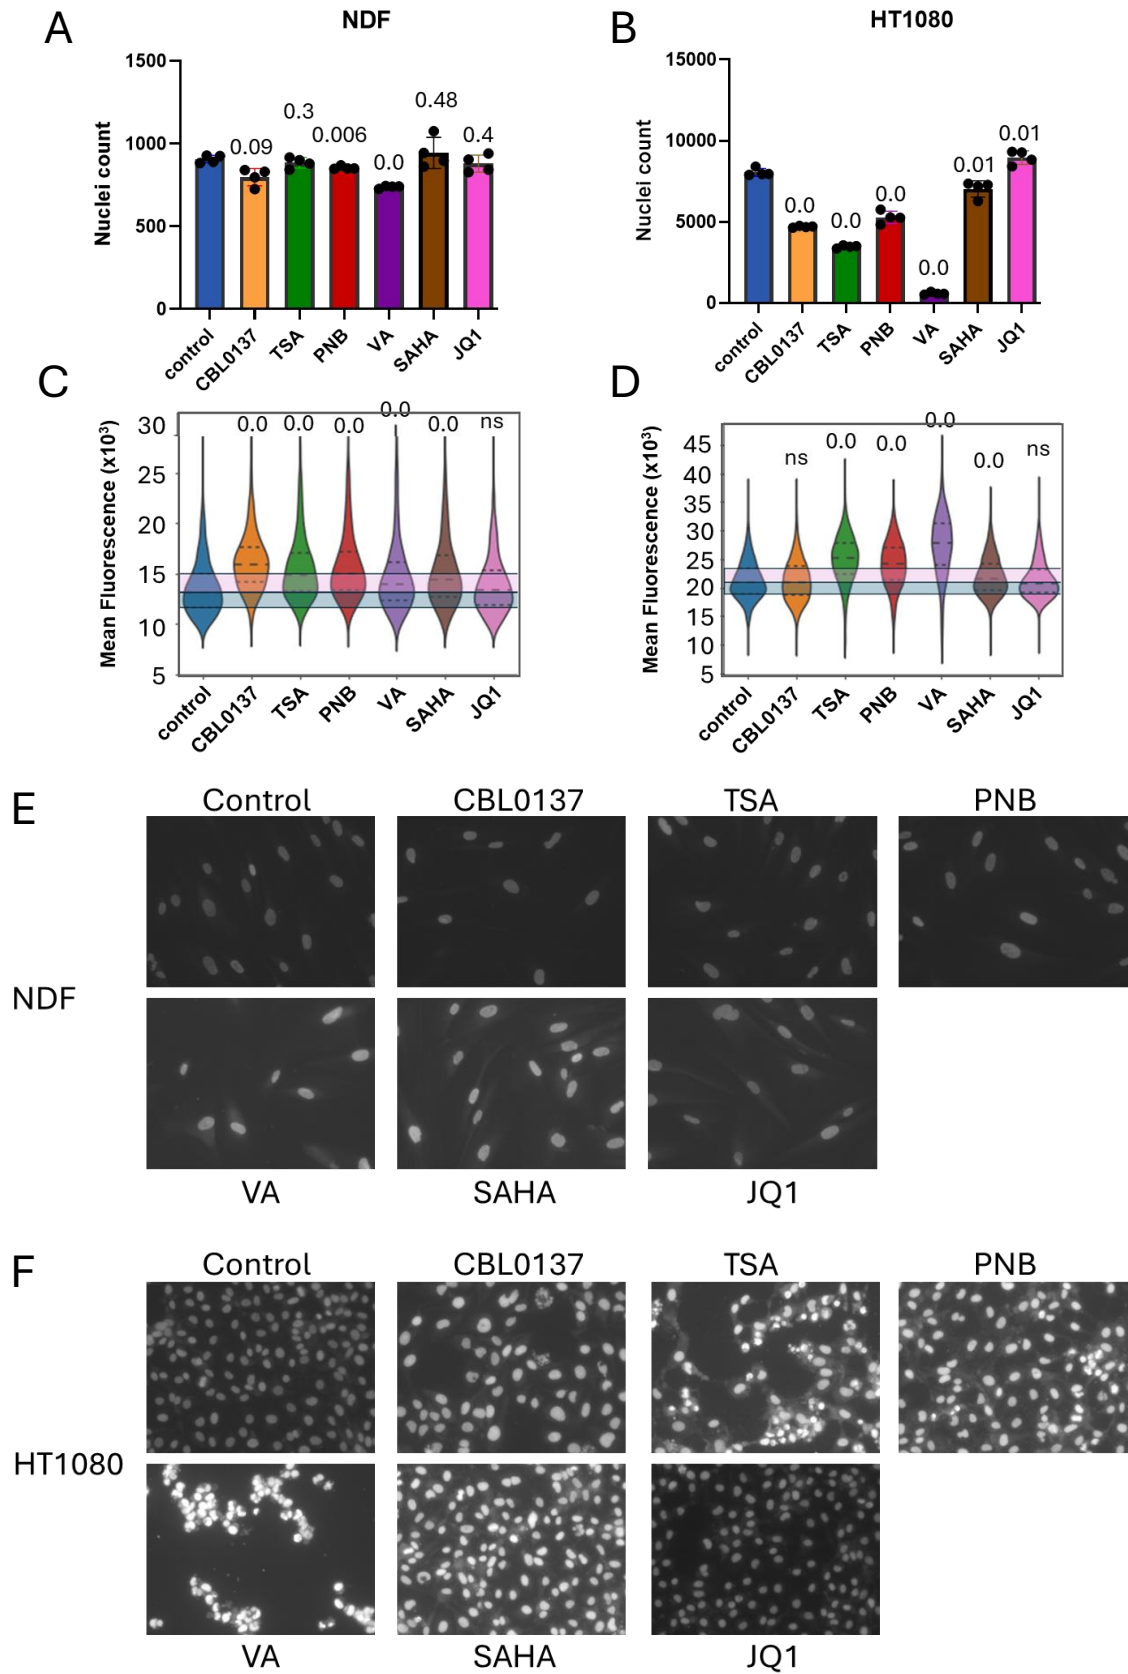 A
NDF
Nuclei count
1500
1000
500
0
0.09
0.3
0.006
0.0
0.48
0.4
control
CBL0137
TSA
PNB
VA
SAHA
JQ1
B
HT1080
Nuclei count
15000
10000
5000
0
0.0
0.0
0.0
0.0
0.01
0.01
control
CBL0137
TSA
PNB
VA
SAHA
JQ1
C
Mean Fluorescence (x10³)
30
25
20
15
10
5
0.0
0.0
0.0
0.0
0.0
ns
control
CBL0137
TSA
PNB
VA
SAHA
JQ1
D
Mean Fluorescence (x10³)
45
40
35
30
25
20
15
10
5
ns
0.0
0.0
0.0
0.0
ns
control
CBL0137
TSA
PNB
VA
SAHA
JQ1
E
Control
CBL0137
TSA
PNB
NDF
VA
SAHA
JQ1
F
Control
CBL0137
TSA
PNB
HT1080
VA
SAHA
JQ1